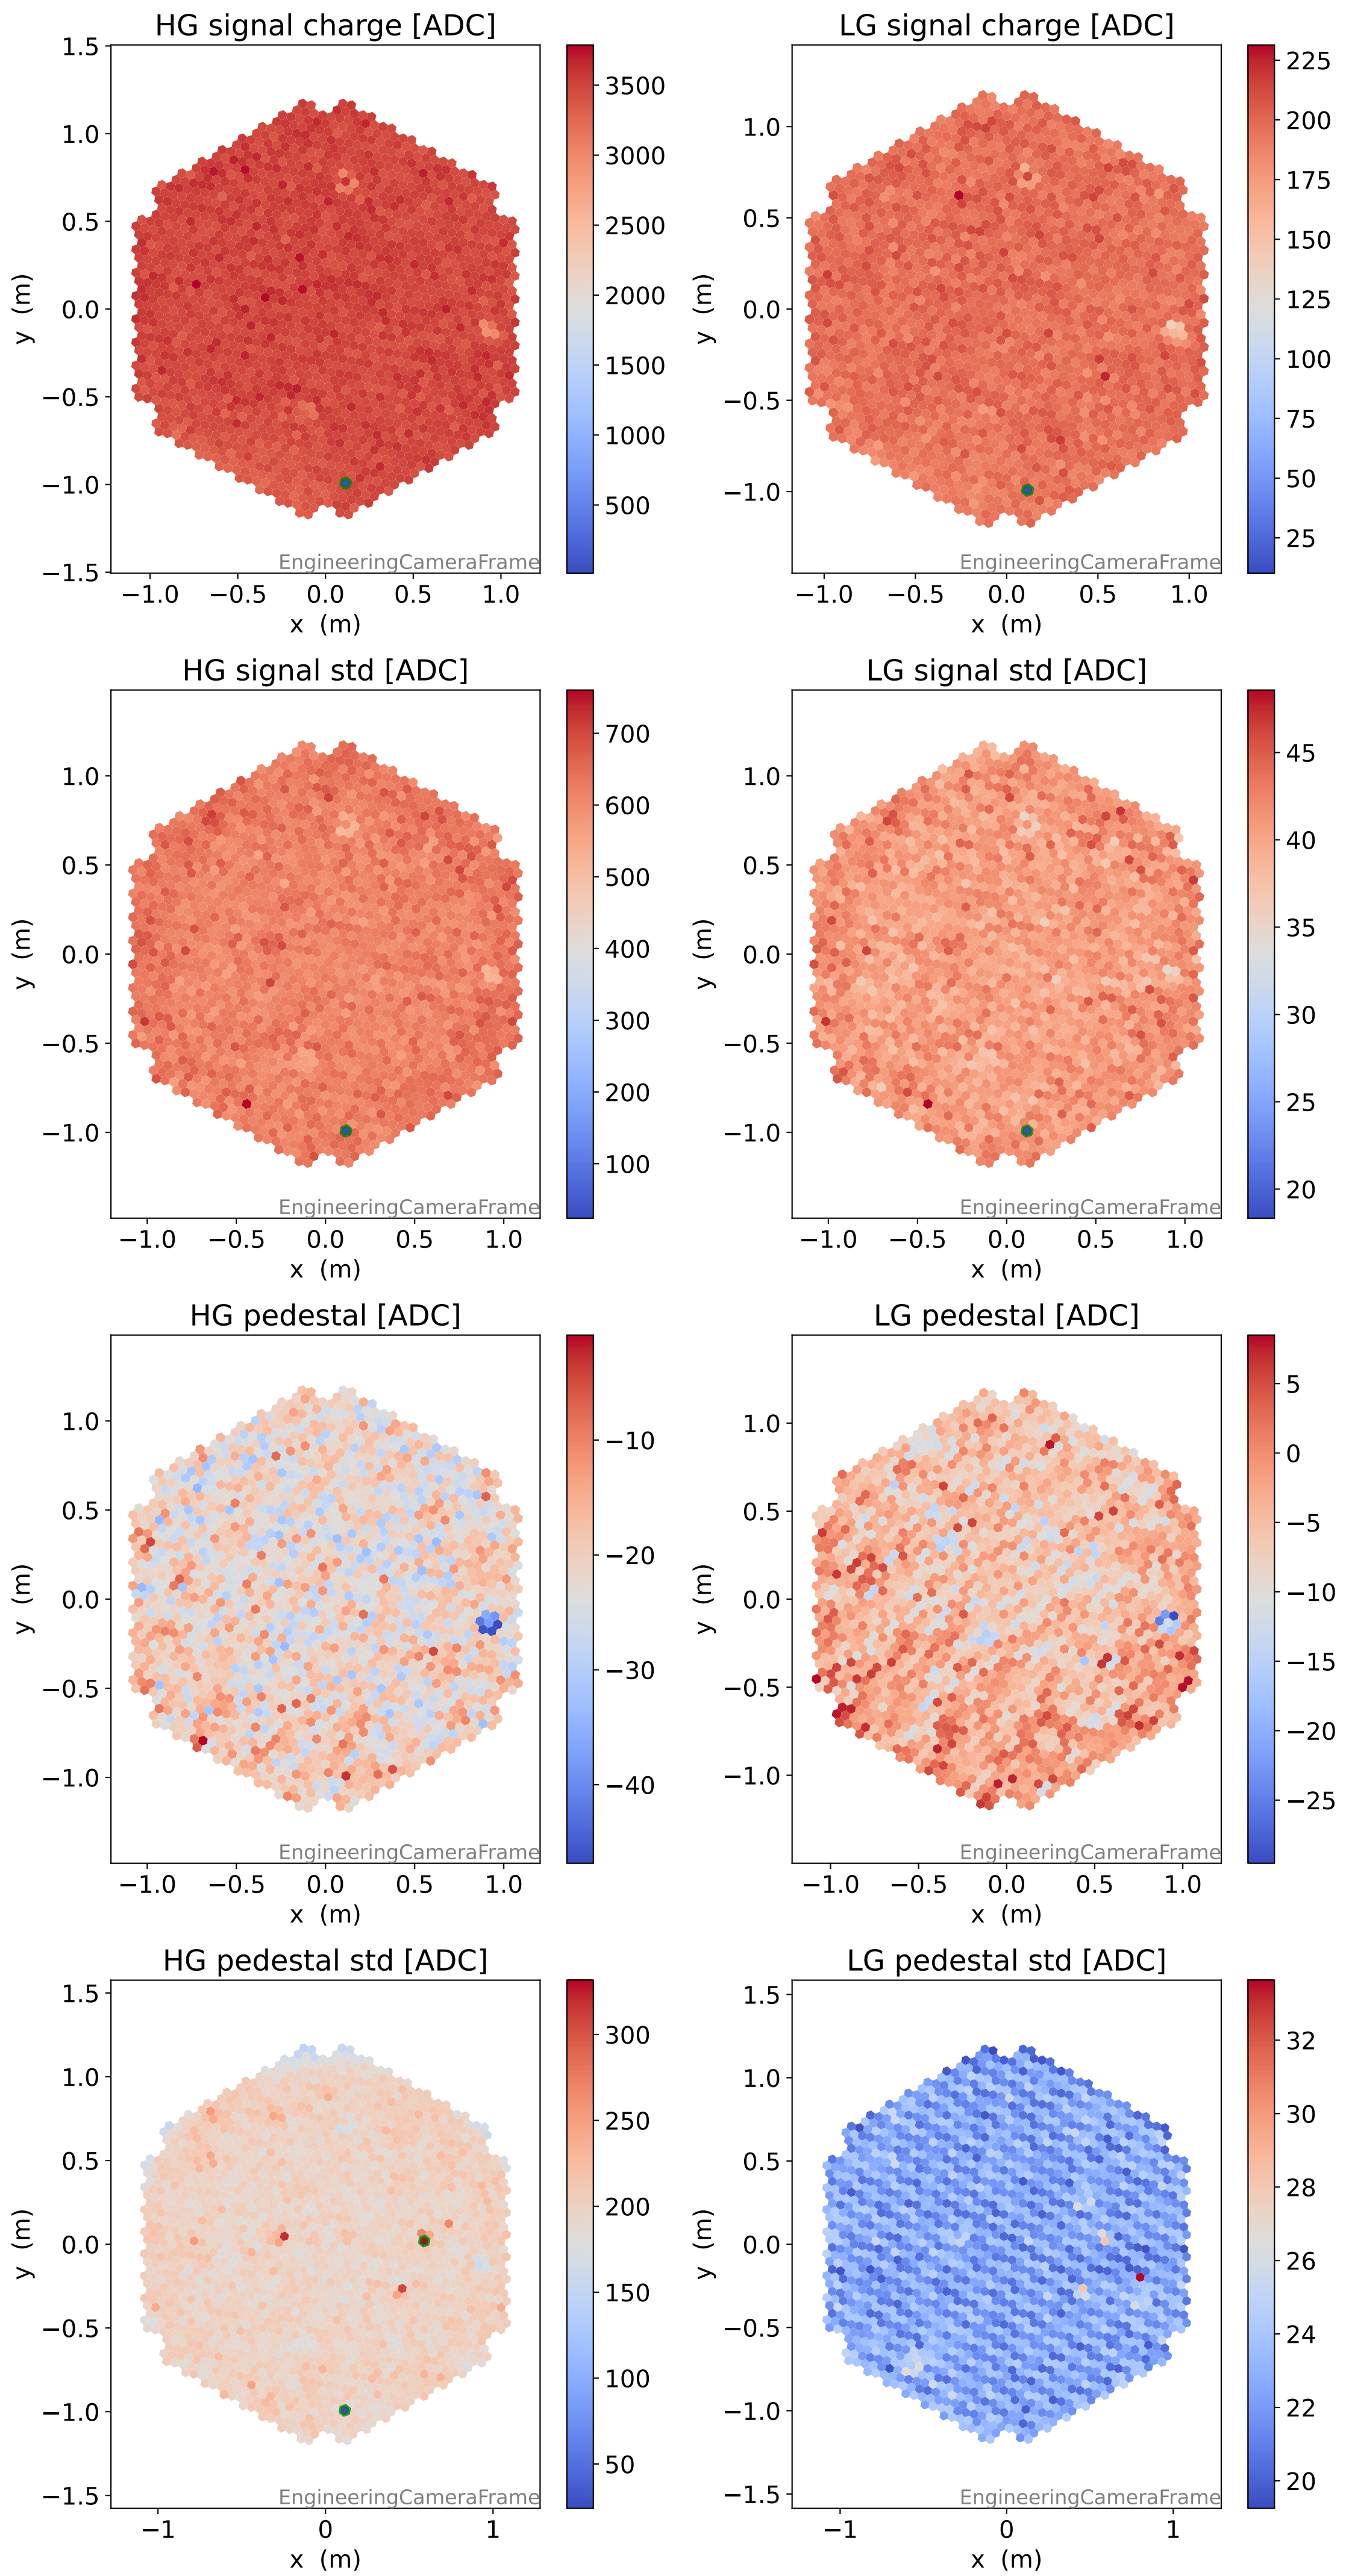 HG signal charge [ADC]
1.5
1.0
0.5
0.0
−0.5
−1.0
−1.5
y (m)
−1.0 −0.5 0.0 0.5 1.0
x (m)
EngineeringCameraFrame
3500
3000
2500
2000
1500
1000
500
LG signal charge [ADC]
1.0
0.5
0.0
−0.5
−1.0
y (m)
−1.0 −0.5 0.0 0.5 1.0
x (m)
EngineeringCameraFrame
225
200
175
150
125
100
75
50
25
HG signal std [ADC]
1.0
0.5
0.0
−0.5
−1.0
y (m)
−1.0 −0.5 0.0 0.5 1.0
x (m)
EngineeringCameraFrame
700
600
500
400
300
200
100
LG signal std [ADC]
1.0
0.5
0.0
−0.5
−1.0
y (m)
−1.0 −0.5 0.0 0.5 1.0
x (m)
EngineeringCameraFrame
45
40
35
30
25
20
HG pedestal [ADC]
1.0
0.5
0.0
−0.5
−1.0
y (m)
−1.0 −0.5 0.0 0.5 1.0
x (m)
EngineeringCameraFrame
−10
−20
−30
−40
LG pedestal [ADC]
1.0
0.5
0.0
−0.5
−1.0
y (m)
−1.0 −0.5 0.0 0.5 1.0
x (m)
EngineeringCameraFrame
5
0
−5
−10
−15
−20
−25
HG pedestal std [ADC]
1.5
1.0
0.5
0.0
−0.5
−1.0
−1.5
y (m)
−1 0 1
x (m)
EngineeringCameraFrame
300
250
200
150
100
50
LG pedestal std [ADC]
1.5
1.0
0.5
0.0
−0.5
−1.0
−1.5
y (m)
−1 0 1
x (m)
EngineeringCameraFrame
32
30
28
26
24
22
20